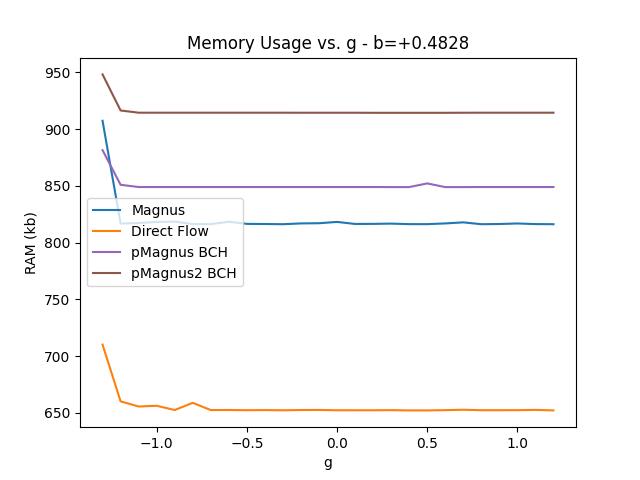 Memory Usage vs. g - b=+0.4828
RAM (kb)
950
900
850
800
750
700
650
Magnus
Direct Flow
pMagnus BCH
pMagnus2 BCH
−1.0 −0.5 0.0 0.5 1.0
g